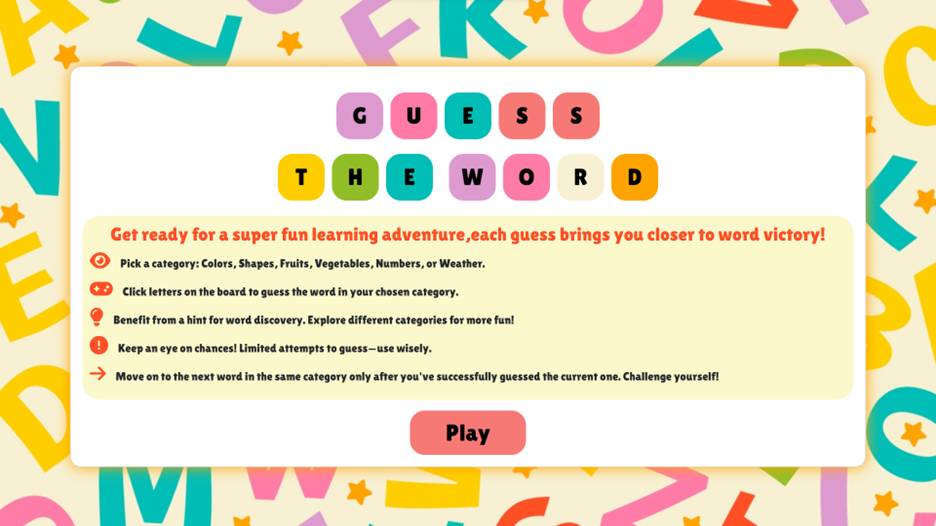 GUESS
THE WORD
Get ready for a super fun learning adventure,each guess brings you closer to word victory!
Pick a category: Colors, Shapes, Fruits, Vegetables, Numbers, or Weather.
Click letters on the board to guess the word in your chosen category.
Benefit from a hint for word discovery. Explore different categories for more fun!
Keep an eye on chances! Limited attempts to guess—use wisely.
Move on to the next word in the same category only after you've successfully guessed the current one. Challenge yourself!
Play